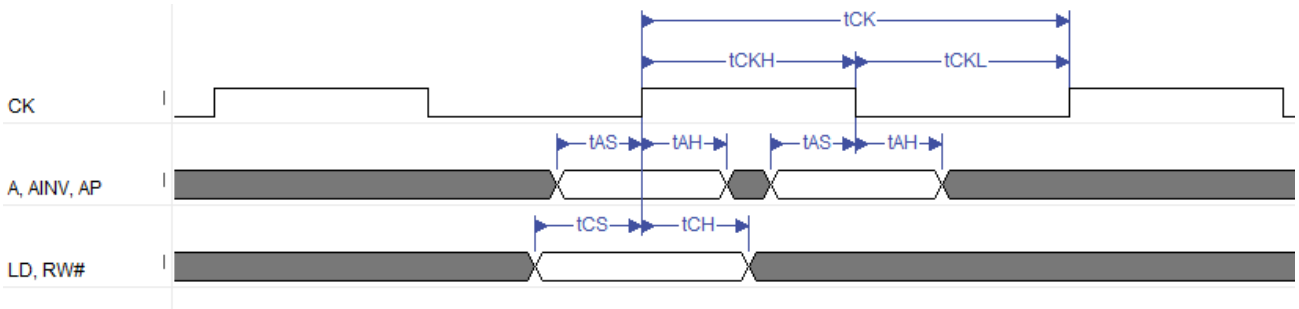 tCK
tCKH tCKL
CK
tAS tAH tAS tAH
A, AINV, AP
tCS tCH
LD, RW#